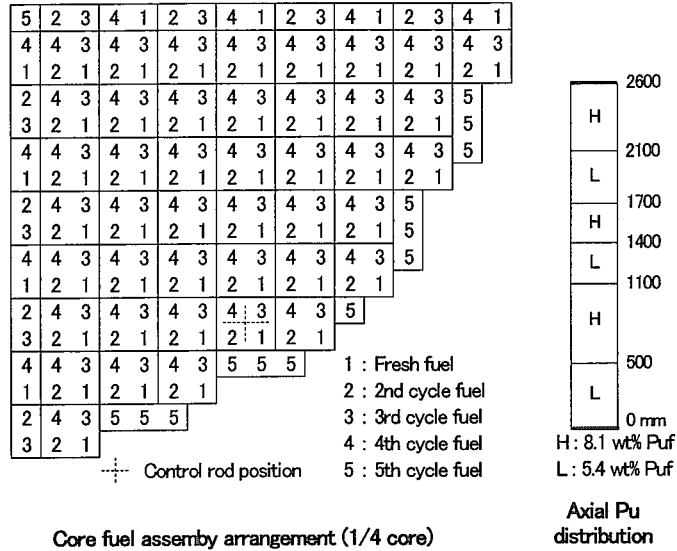 5 2 3 4 1 2 3 4 1 2 3 4 1 2 3 4 1
4 4 3 4 3 4 3 4 3 4 3 4 3 4 3 4 3
1 2 1 2 1 2 1 2 1 2 1 2 1 2 1 2 1
2 4 3 4 3 4 3 4 3 4 3 4 3 4 3 5
3 2 1 2 1 2 1 2 1 2 1 2 1 2 1 5
4 4 3 4 3 4 3 4 3 4 3 4 3 4 3 5
1 2 1 2 1 2 1 2 1 2 1 2 1 2 1
2 4 3 4 3 4 3 4 3 4 3 4 3 5
3 2 1 2 1 2 1 2 1 2 1 2 1 5
4 4 3 4 3 4 3 4 3 4 3 4 3 5
1 2 1 2 1 2 1 2 1 2 1 2 1
2 4 3 4 3 4 3 4 3 4 3 5
3 2 1 2 1 2 1 2 1 2 1
4 4 3 4 3 4 3 5 5 5
1 2 1 2 1 2 1
2 4 3 5 5 5
3 2 1
Control rod position
1 : Fresh fuel
2 : 2nd cycle fuel
3 : 3rd cycle fuel
4 : 4th cycle fuel
5 : 5th cycle fuel
Core fuel assemby arrangement (1/4 core)
2600
H
2100
L
1700
H
1400
L
1100
H
500
L
0 mm
H : 8.1 wt% Puf
L : 5.4 wt% Puf
Axial Pu
distribution